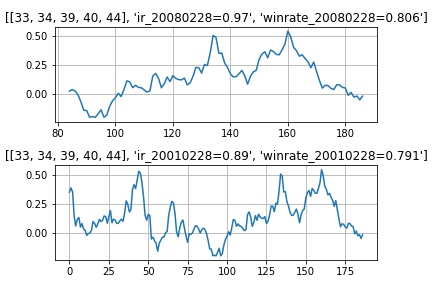 [[33, 34, 39, 40, 44], 'ir_20080228=0.97', 'winrate_20080228=0.806']
0.50
0.25
0.00
80 100 120 140 160 180
[[33, 34, 39, 40, 44], 'ir_20010228=0.89', 'winrate_20010228=0.791']
0.50
0.25
0.00
0 25 50 75 100 125 150 175